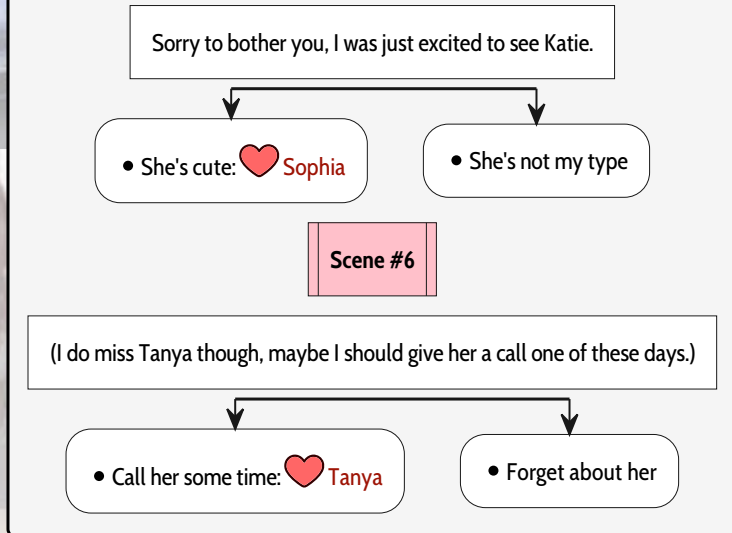 Sorry to bother you, I was just excited to see Katie.
• She's cute: Sophia
• She's not my type
Scene #6
(I do miss Tanya though, maybe I should give her a call one of these days.)
• Call her some time: Tanya
• Forget about her